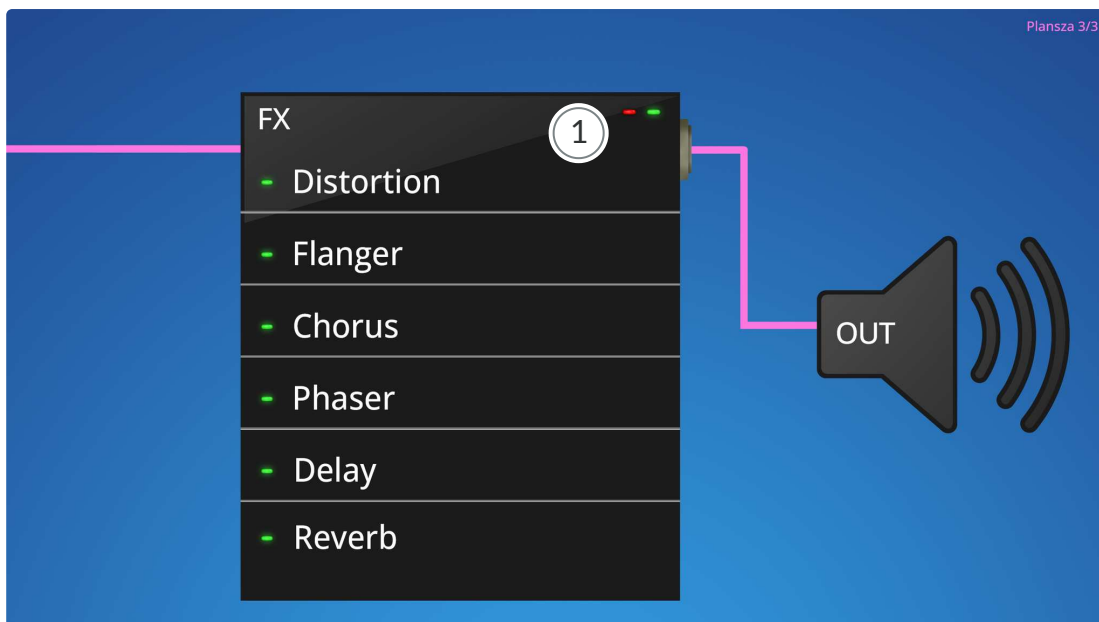 Plansza 3/3
FX
1
Distortion
Flanger
Chorus
Phaser
Delay
Reverb
OUT